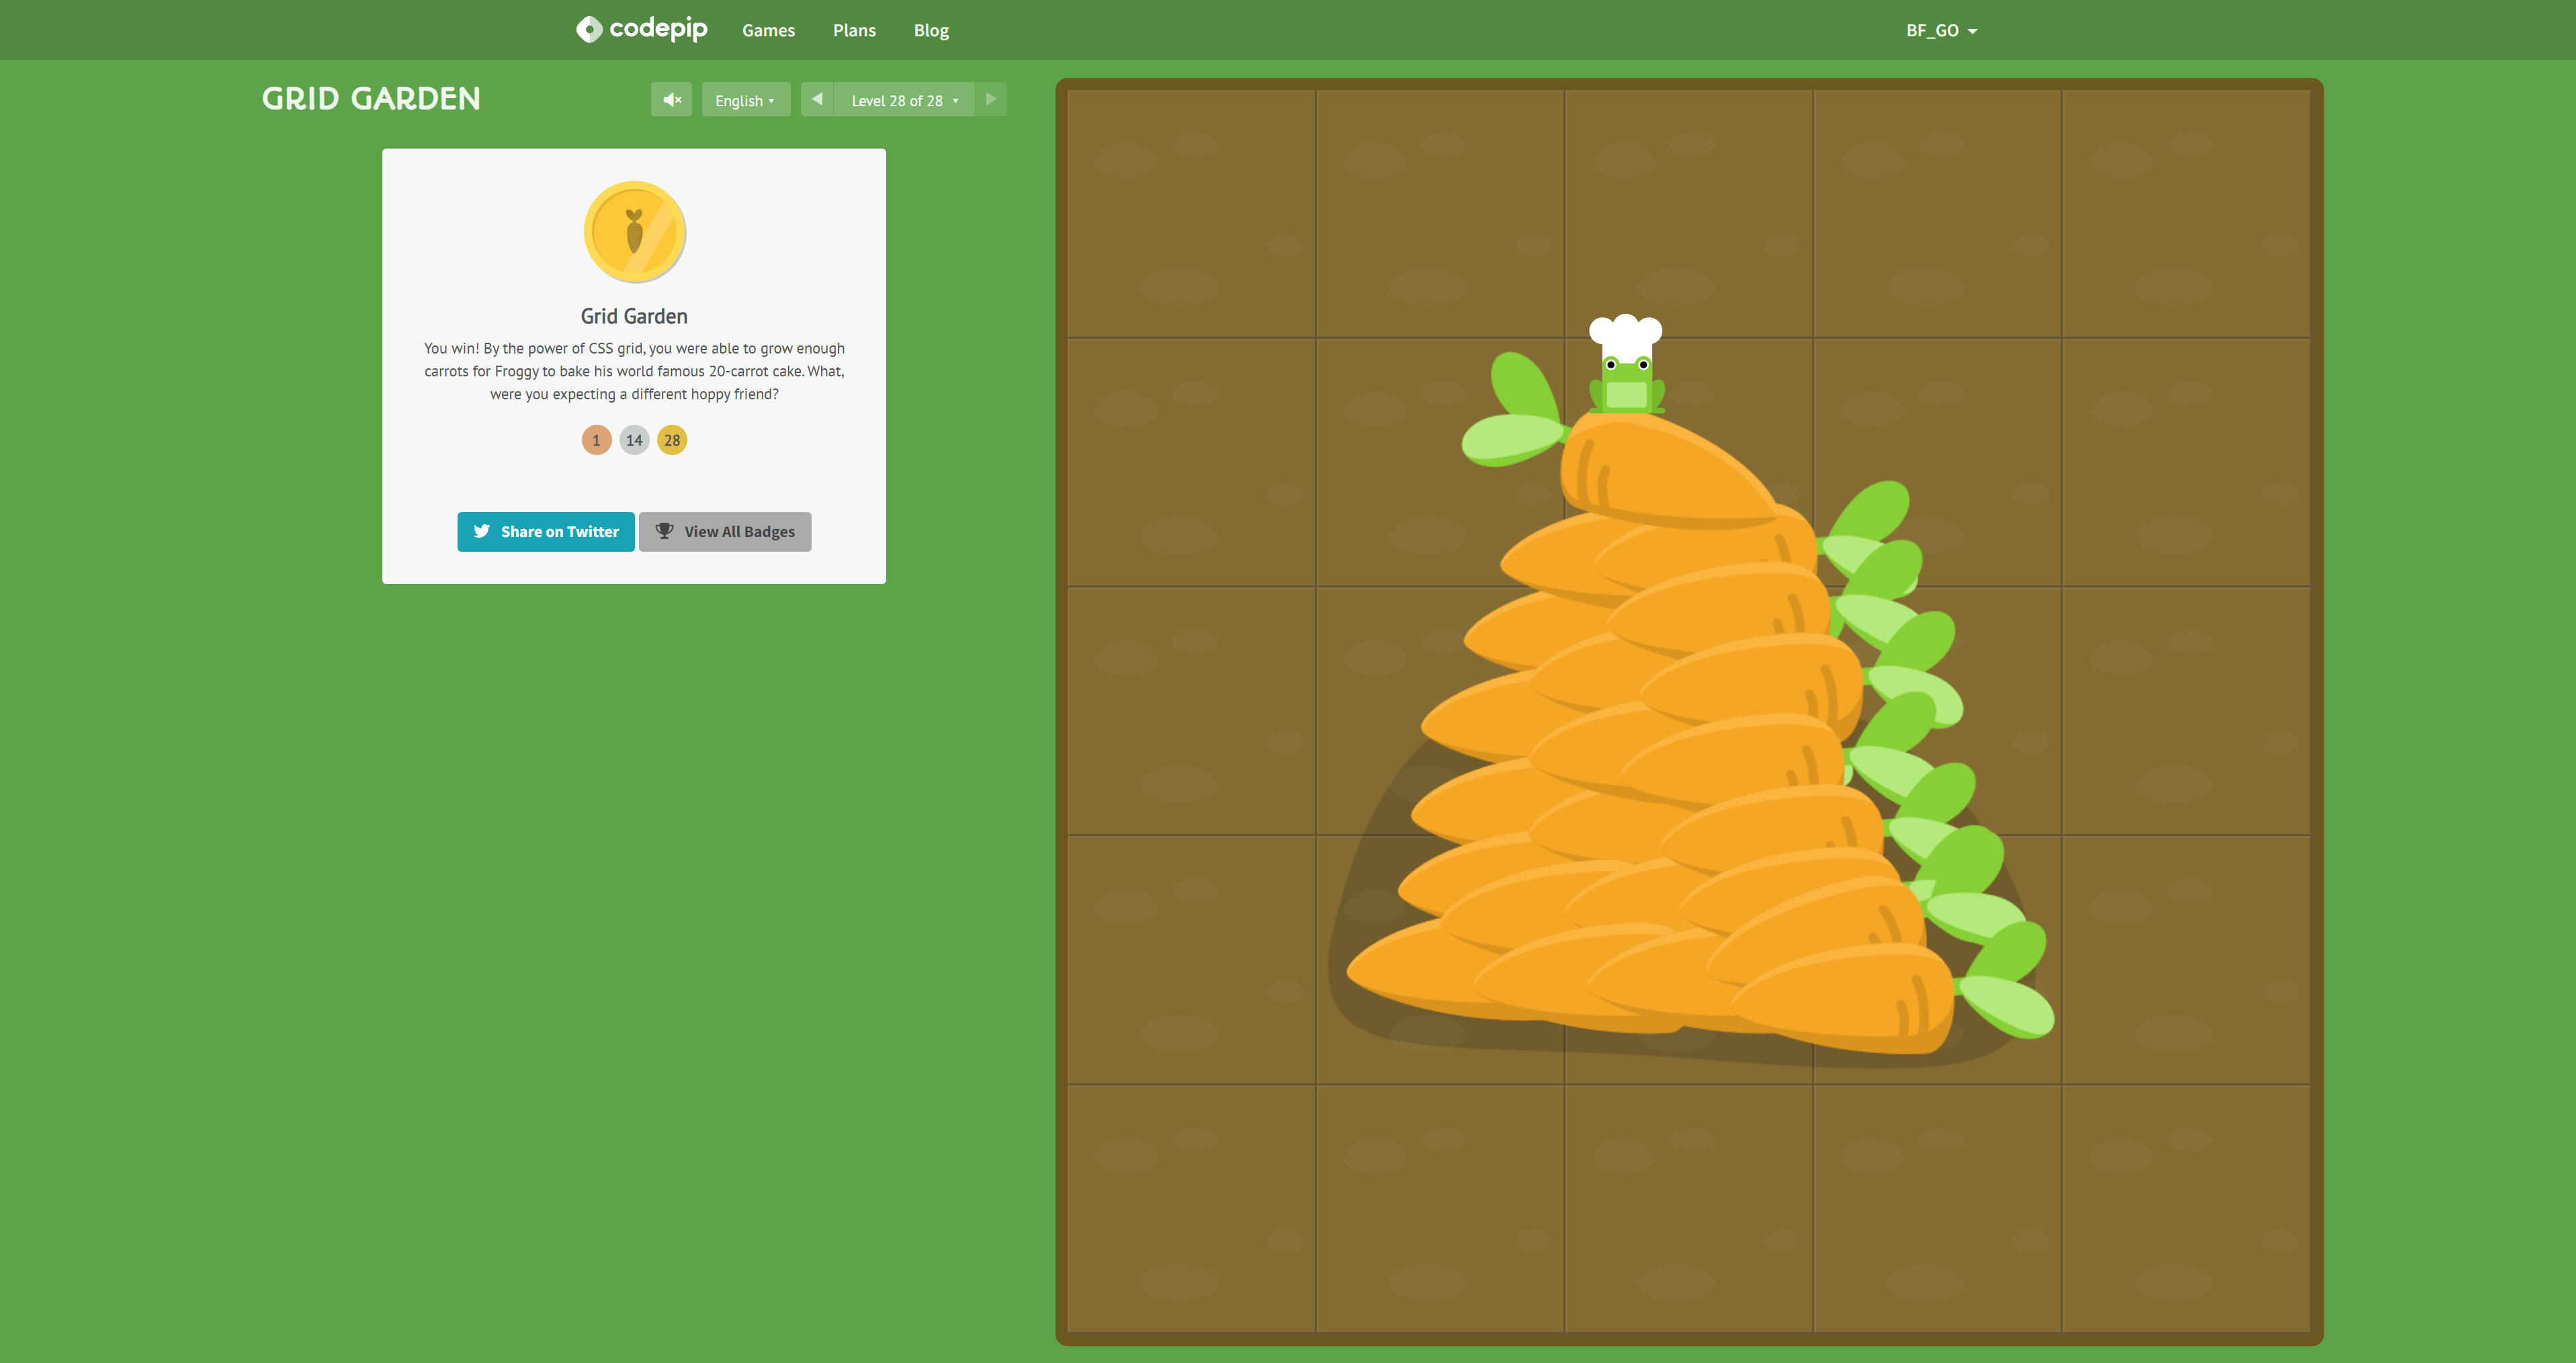 codepip
Games
Plans
Blog
BF_GO
GRID GARDEN
English
Level 28 of 28
Grid Garden
You win! By the power of CSS grid, you were able to grow enough
carrots for Froggy to bake his world famous 20-carrot cake. What,
were you expecting a different hoppy friend?
1 14 28
Share on Twitter
View All Badges